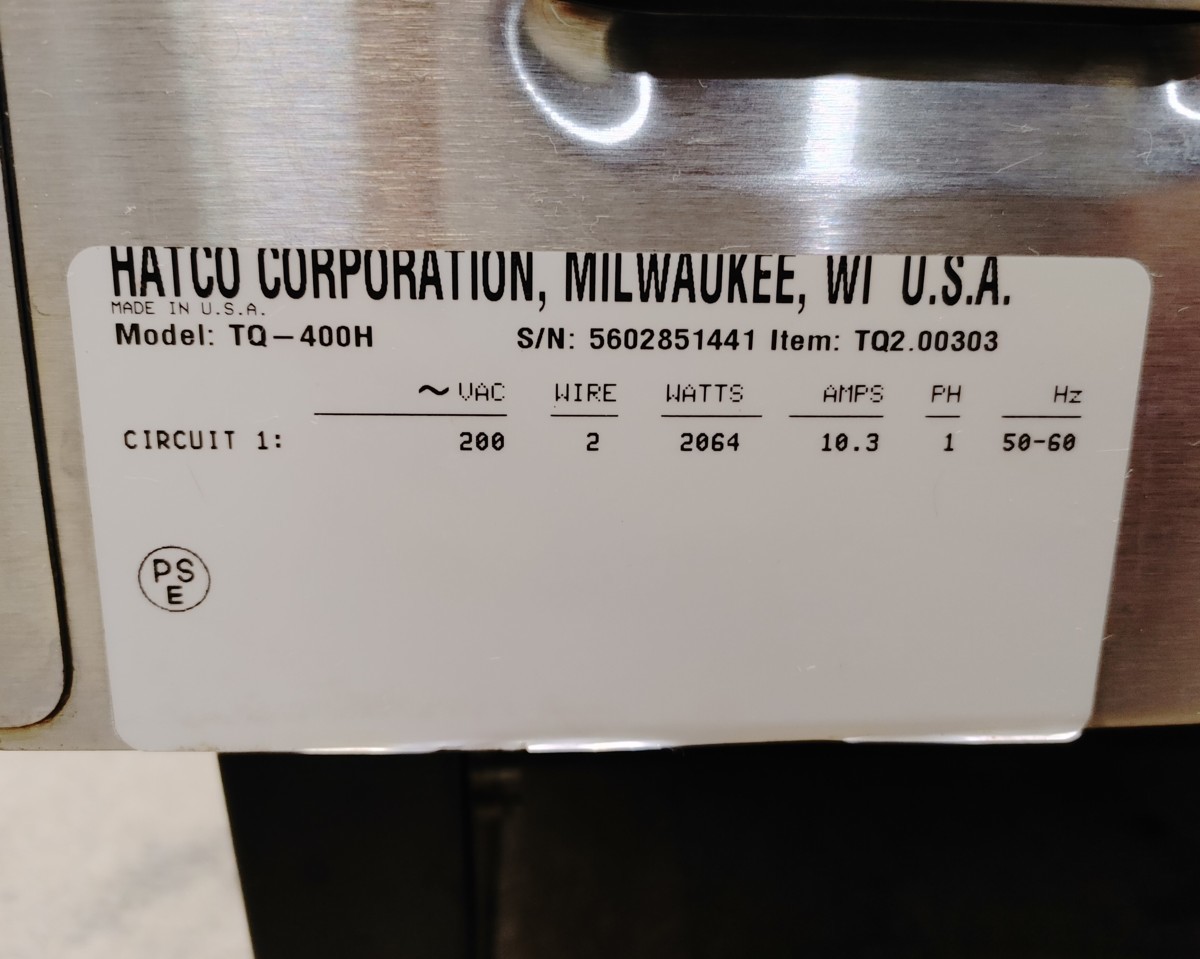 HATCO CORPORATION, MILWAUKEE, WI U.S.A.
MADE IN U.S.A.
Model: TQ-400H S/N: 5602851441 Item: TQ2.00303
~ VAC WIRE WATTS AMPS PH Hz
CIRCUIT 1: 200 2 2064 10.3 1 50-60
PS
E